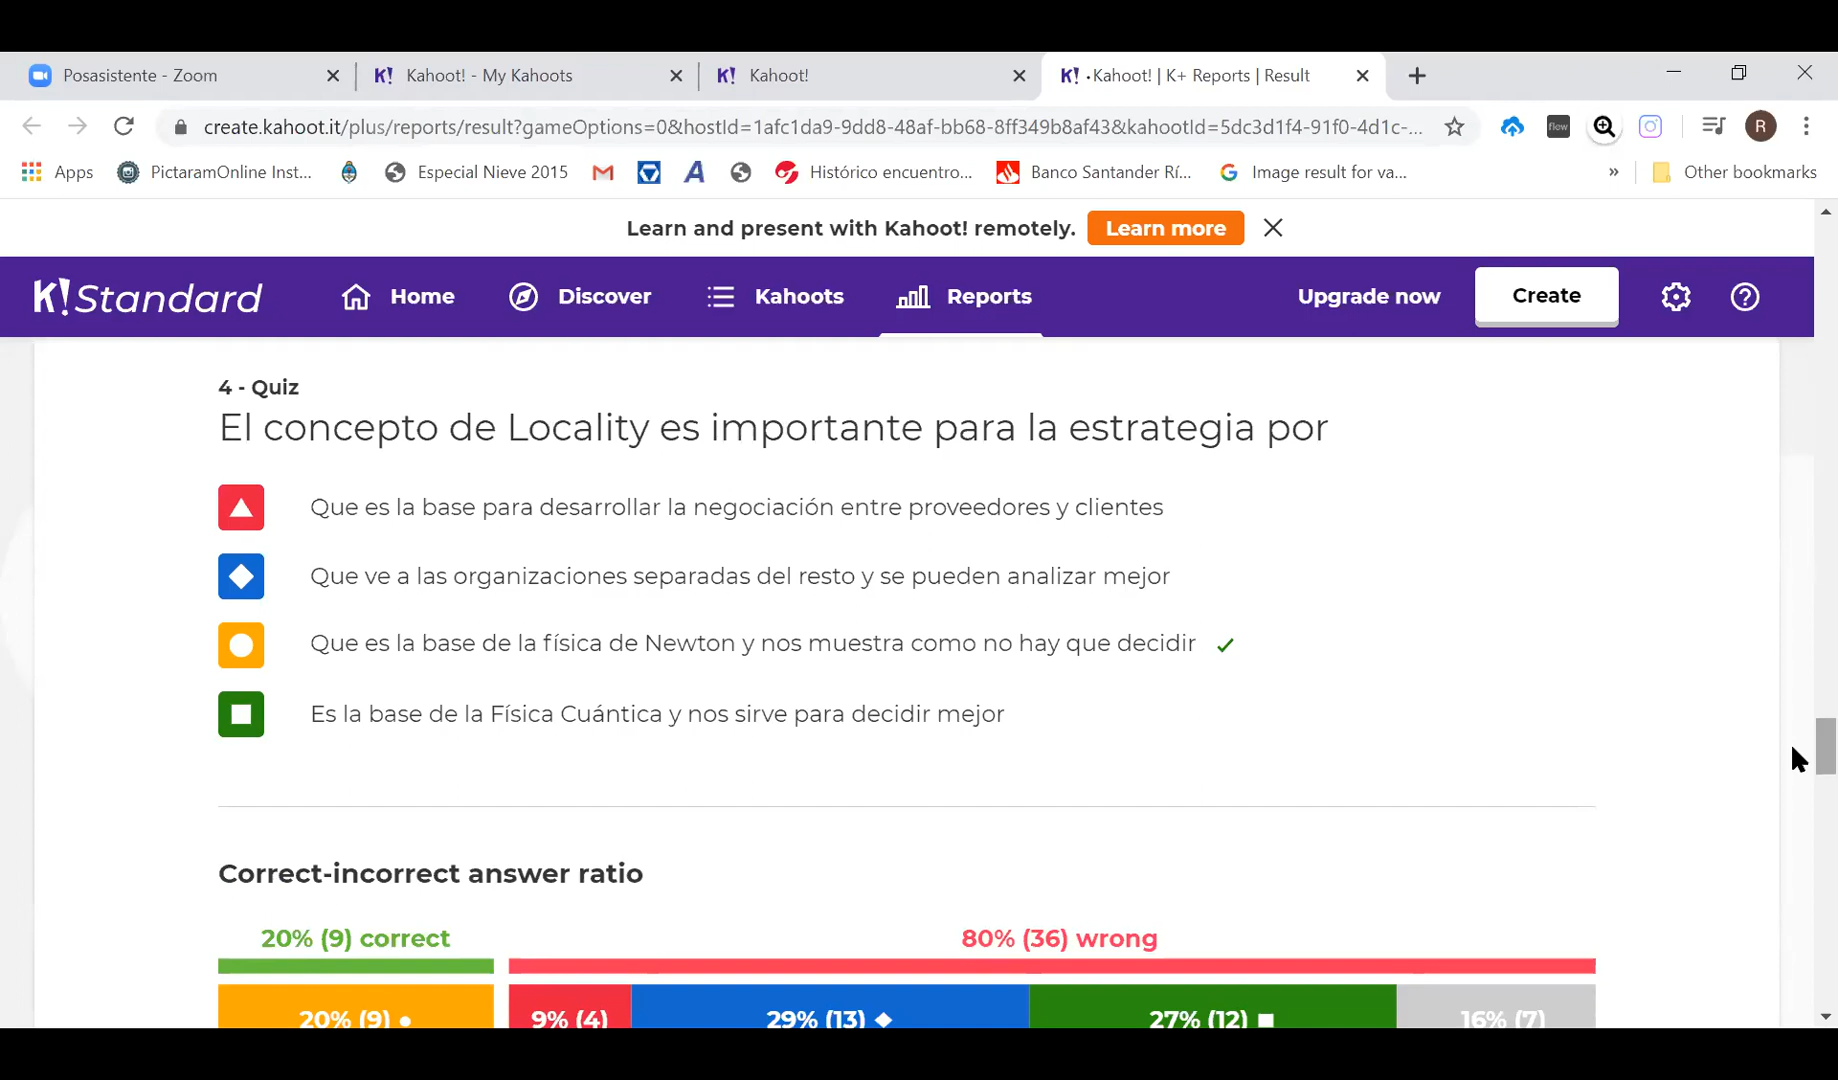 Posasistente - Zoom
Kahoot! - My Kahoots
Kahoot!
•Kahoot! | K+ Reports | Result
create.kahoot.it/plus/reports/result?gameOptions=0&hostId=1afc1da9-9dd8-48af-bb68-8ff349b8af43&kahootId=5dc3d1f4-91f0-4d1c-...
flow
R
Apps
PictaramOnline Inst...
Especial Nieve 2015
Histórico encuentro...
Banco Santander Rí...
Image result for va...
»
Other bookmarks
Learn and present with Kahoot! remotely.
Learn more
K! Standard
Home
Discover
Kahoots
Reports
Upgrade now
Create
4 - Quiz
El concepto de Locality es importante para la estrategia por
Que es la base para desarrollar la negociación entre proveedores y clientes
Que ve a las organizaciones separadas del resto y se pueden analizar mejor
Que es la base de la física de Newton y nos muestra como no hay que decidir
Es la base de la Física Cuántica y nos sirve para decidir mejor
Correct-incorrect answer ratio
20% (9) correct
80% (36) wrong
20% (9)
9% (4)
29% (13)
27% (12)
16% (7)